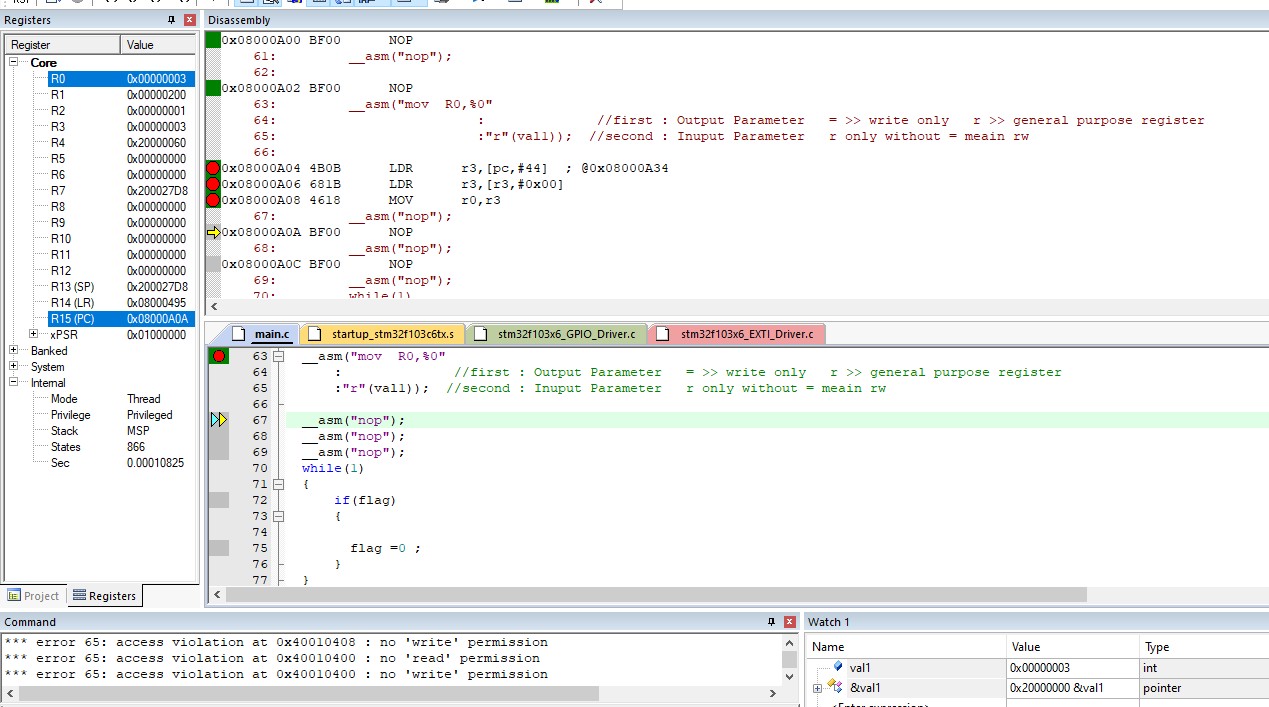 Registers
Register Value
Core
R0 0x00000003
R1 0x00000200
R2 0x00000001
R3 0x00000003
R4 0x20000060
R5 0x00000000
R6 0x00000000
R7 0x200027D8
R8 0x00000000
R9 0x00000000
R10 0x00000000
R11 0x00000000
R12 0x00000000
R13 (SP) 0x200027D8
R14 (LR) 0x08000495
R15 (PC) 0x08000A0A
xPSR 0x01000000
Banked
System
Internal
Mode Thread
Privilege Privileged
Stack MSP
States 866
Sec 0.00010825
Project Registers
Disassembly
0x08000A00 BF00 NOP
61: __asm("nop");
62:
0x08000A02 BF00 NOP
63: __asm("mov R0,%0"
64: : //first : Output Parameter = >> write only r >> general purpose register
65: :"r"(val1)); //second : Inuput Parameter r only without = meain rw
66:
0x08000A04 4B0B LDR r3,[pc,#44] ; @0x08000A34
0x08000A06 681B LDR r3,[r3,#0x00]
0x08000A08 4618 MOV r0,r3
67: __asm("nop");
0x08000A0A BF00 NOP
68: __asm("nop");
0x08000A0C BF00 NOP
69: __asm("nop");
70: while(1)
main.c startup_stm32f103c6tx.s stm32f103x6_GPIO_Driver.c stm32f103x6_EXTI_Driver.c
63 __asm("mov R0,%0"
64 : //first : Output Parameter = >> write only r >> general purpose register
65 :"r"(val1)); //second : Inuput Parameter r only without = meain rw
66
67 __asm("nop");
68 __asm("nop");
69 __asm("nop");
70 while(1)
71 {
72 if(flag)
73 {
74
75 flag =0 ;
76 }
77 }
Command
*** error 65: access violation at 0x40010408 : no 'write' permission
*** error 65: access violation at 0x40010400 : no 'read' permission
*** error 65: access violation at 0x40010400 : no 'write' permission
Watch 1
Name Value Type
val1 0x00000003 int
&val1 0x20000000 &val1 pointer
<Enter expression>